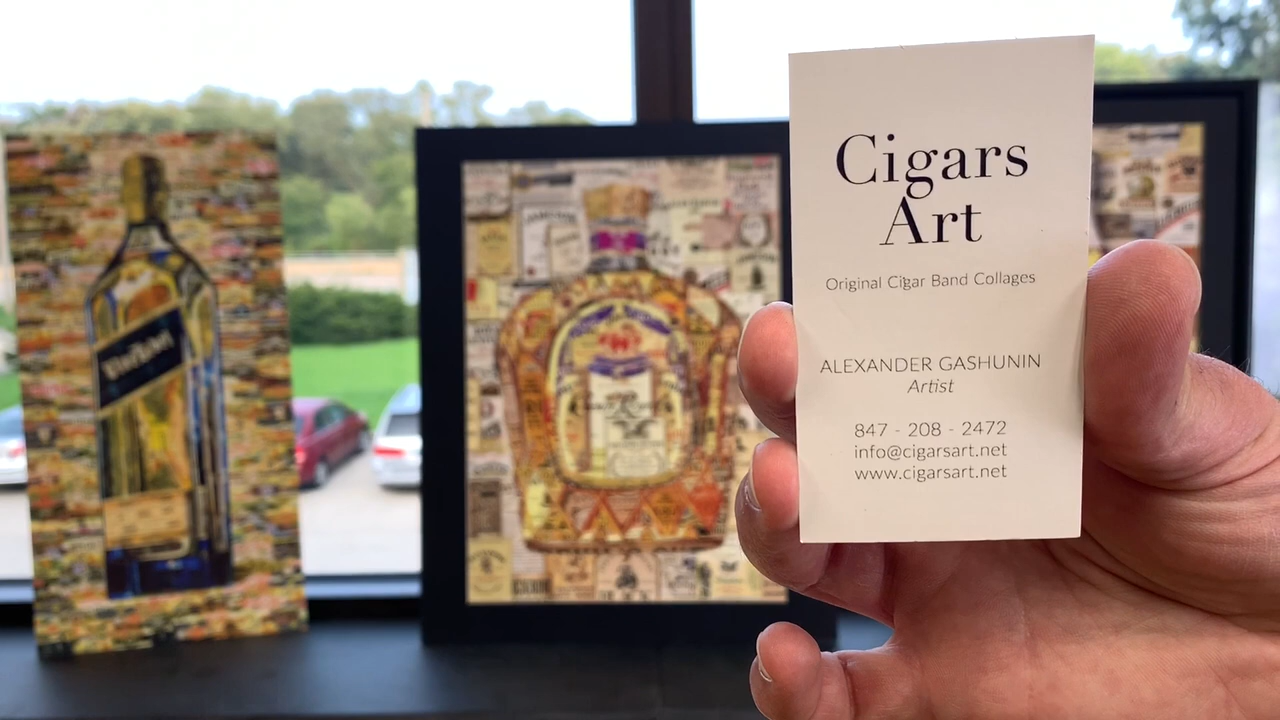 Cigars
Art
Original Cigar Band Collages
ALEXANDER GASHUNIN
Artist
847 - 208 - 2472
info@cigarsart.net
www.cigarsart.net